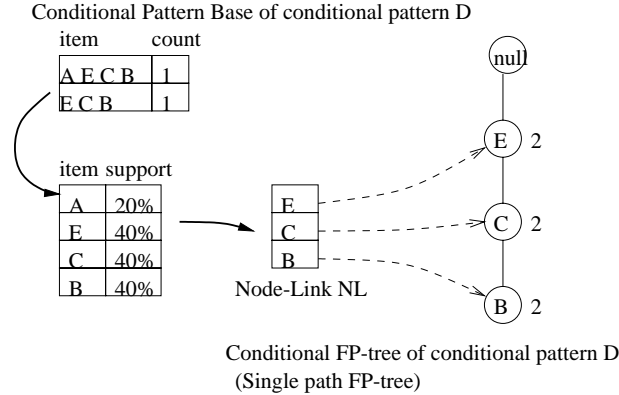 Conditional Pattern Base of conditional pattern D
item count
A E C B 1
E C B 1
null
E 2
item support
A 20%
E 40%
C 40%
B 40%
E
C
B
C 2
Node-Link NL
B 2
Conditional FP-tree of conditional pattern D
(Single path FP-tree)